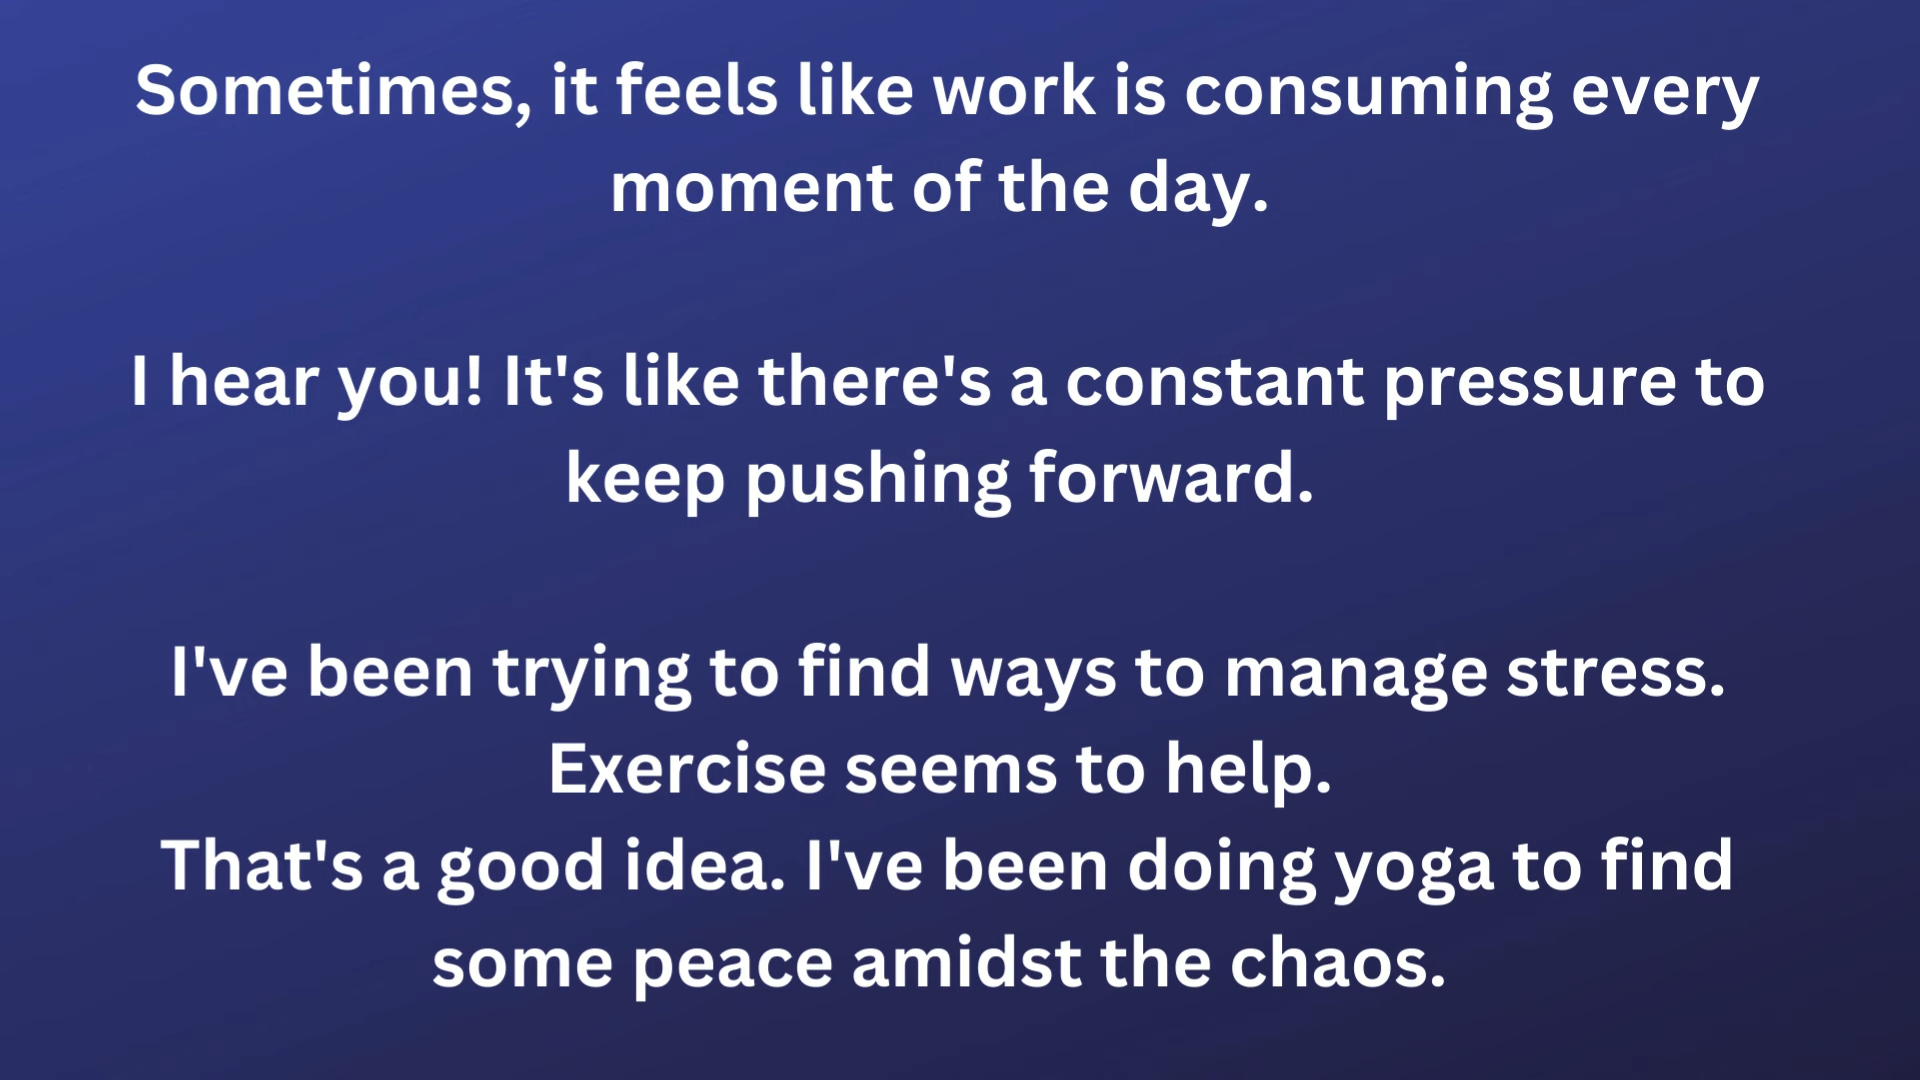 Sometimes, it feels like work is consuming every
moment of the day.
I hear you! It's like there's a constant pressure to
keep pushing forward.
I've been trying to find ways to manage stress.
Exercise seems to help.
That's a good idea. I've been doing yoga to find
some peace amidst the chaos.